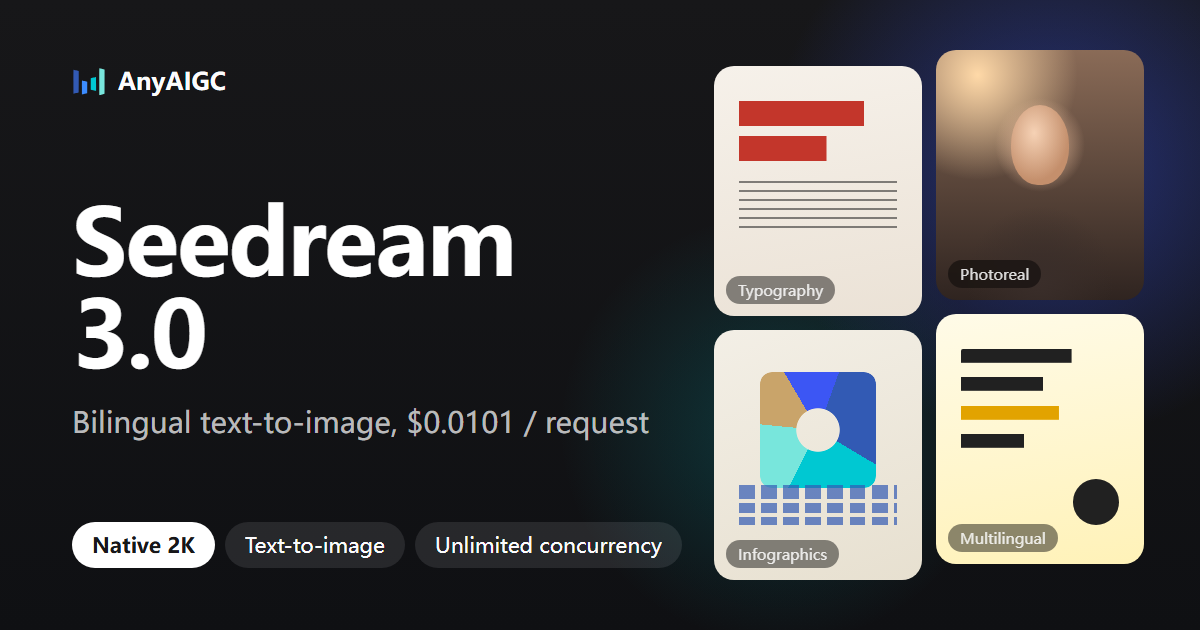 AnyAIGC
Seedream
3.0
Bilingual text-to-image, $0.0101 / request
Native 2K
Text-to-image
Unlimited concurrency
Typography
Photoreal
Infographics
Multilingual